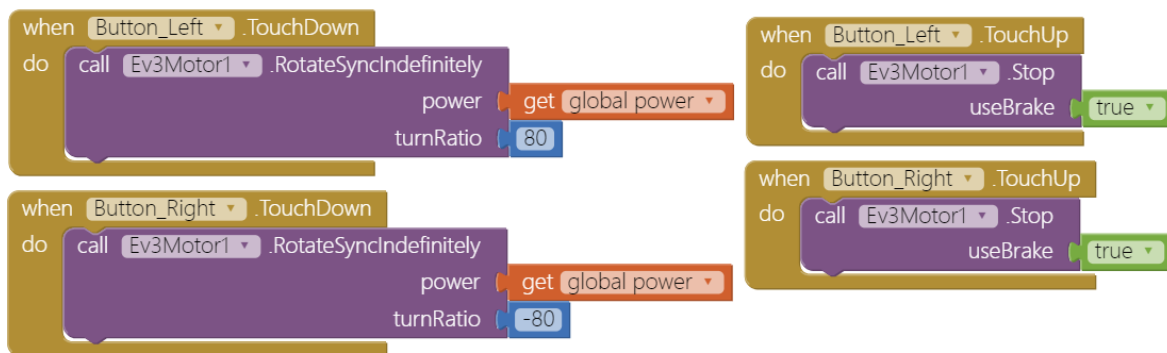 when Button_Left .TouchDown
do call Ev3Motor1 .RotateSyncIndefinitely
power get global power
turnRatio 80
when Button_Right .TouchDown
do call Ev3Motor1 .RotateSyncIndefinitely
power get global power
turnRatio -80
when Button_Left .TouchUp
do call Ev3Motor1 .Stop
useBrake true
when Button_Right .TouchUp
do call Ev3Motor1 .Stop
useBrake true